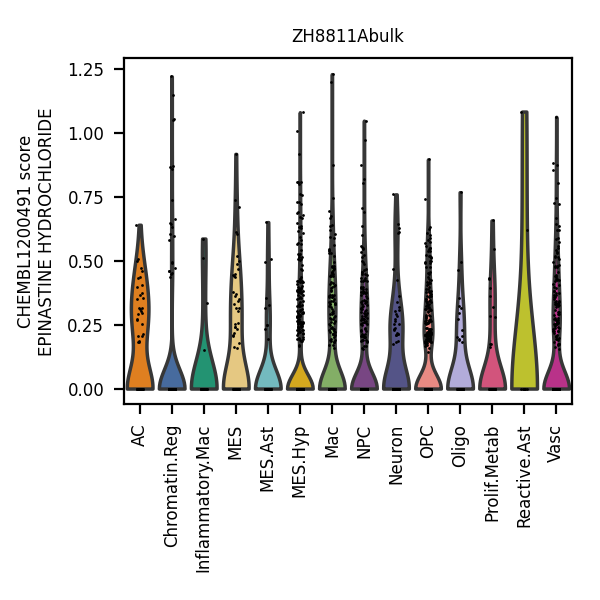 ZH8811Abulk
CHEMBL1200491 score
EPINASTINE HYDROCHLORIDE
1.25
1.00
0.75
0.50
0.25
0.00
AC
Chromatin.Reg
Inflammatory.Mac
MES
MES.Ast
MES.Hyp
Mac
NPC
Neuron
OPC
Oligo
Prolif.Metab
Reactive.Ast
Vasc